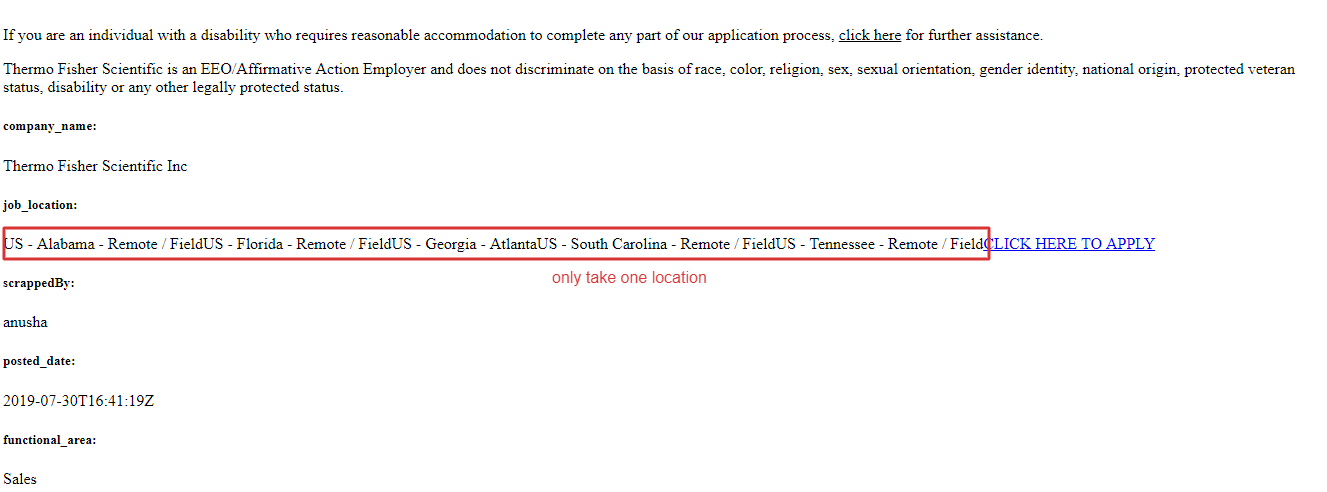 If you are an individual with a disability who requires reasonable accommodation to complete any part of our application process, click here for further assistance.
Thermo Fisher Scientific is an EEO/Affirmative Action Employer and does not discriminate on the basis of race, color, religion, sex, sexual orientation, gender identity, national origin, protected veteran
status, disability or any other legally protected status.
company_name:
Thermo Fisher Scientific Inc
job_location:
US - Alabama - Remote / FieldUS - Florida - Remote / FieldUS - Georgia - AtlantaUS - South Carolina - Remote / FieldUS - Tennessee - Remote / FieldCLICK HERE TO APPLY
only take one location
scrappedBy:
anusha
posted_date:
2019-07-30T16:41:19Z
functional_area:
Sales